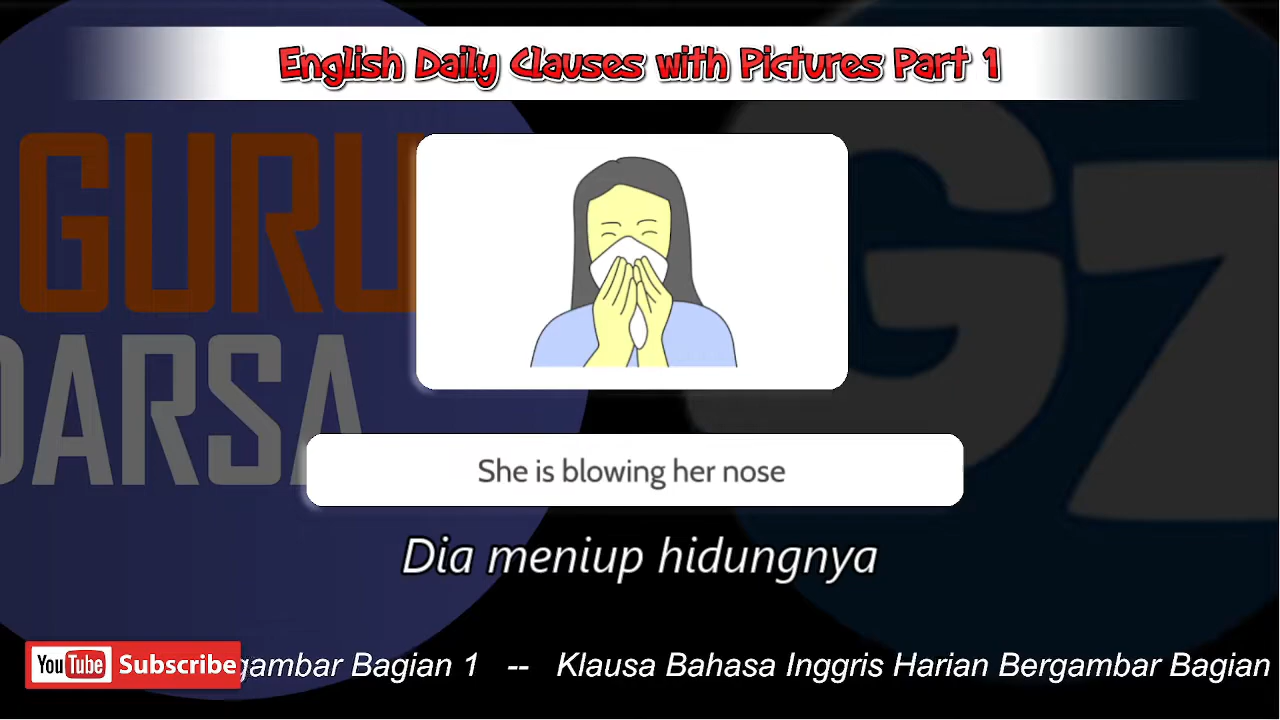 English Daily Clauses with Pictures Part 1
GURU
DARSA
GZ
She is blowing her nose
Dia meniup hidungnya
YouTube Subscribe
gambar Bagian 1 -- Klausa Bahasa Inggris Harian Bergambar Bagian